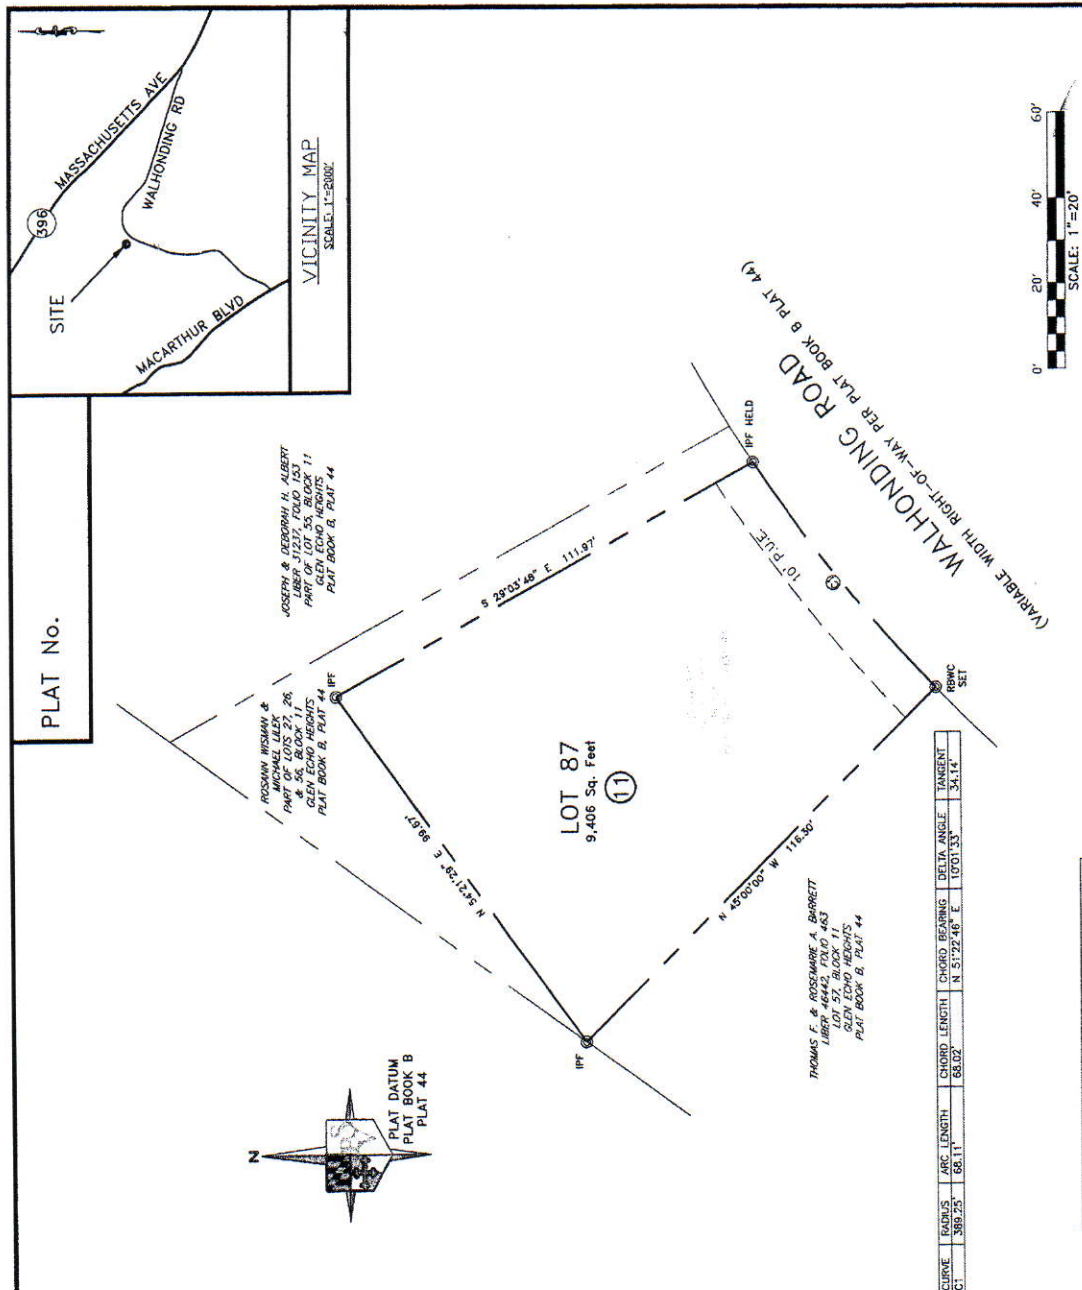 PLAT No.
396
MASSACHUSETTS AVE
WALHONDING RD
SITE
MACARTHUR BLVD
VICINITY MAP
SCALE: 1"=2000'
JOSEPH & DEBORAH H. ALBERT
LIBER 31237, FOLIO 153
PART OF LOT 55, BLOCK 11
GLEN ECHO HEIGHTS
PLAT BOOK B, PLAT 44
ROSANN WISMAN &
MICHAEL LILEK
PART OF LOTS 27, 26,
& 56, BLOCK 11
GLEN ECHO HEIGHTS
PLAT BOOK B, PLAT 44
IPF
S 29°03'48" E 111.97'
IPF HELD
WALHONDING ROAD
(VARIABLE WIDTH RIGHT-OF-WAY PER PLAT BOOK B PLAT 44)
10' P.U.E.
C1
RBWC
SET
N 54°21'29" E 99.67'
LOT 87
9,406 Sq. Feet
11
N 45°00'00" W 116.30'
IPF
THOMAS F. & ROSEMARIE A. BARRETT
LIBER 46442, FOLIO 463
LOT 57, BLOCK 11
GLEN ECHO HEIGHTS
PLAT BOOK B, PLAT 44
N
PLAT DATUM
PLAT BOOK B
PLAT 44
CURVE RADIUS ARC LENGTH CHORD LENGTH CHORD BEARING DELTA ANGLE TANGENT
C1 389.25' 68.11' 68.02' N 51°22'46" E 10°01'33" 34.14'
0' 20' 40' 60'
SCALE: 1"=20'